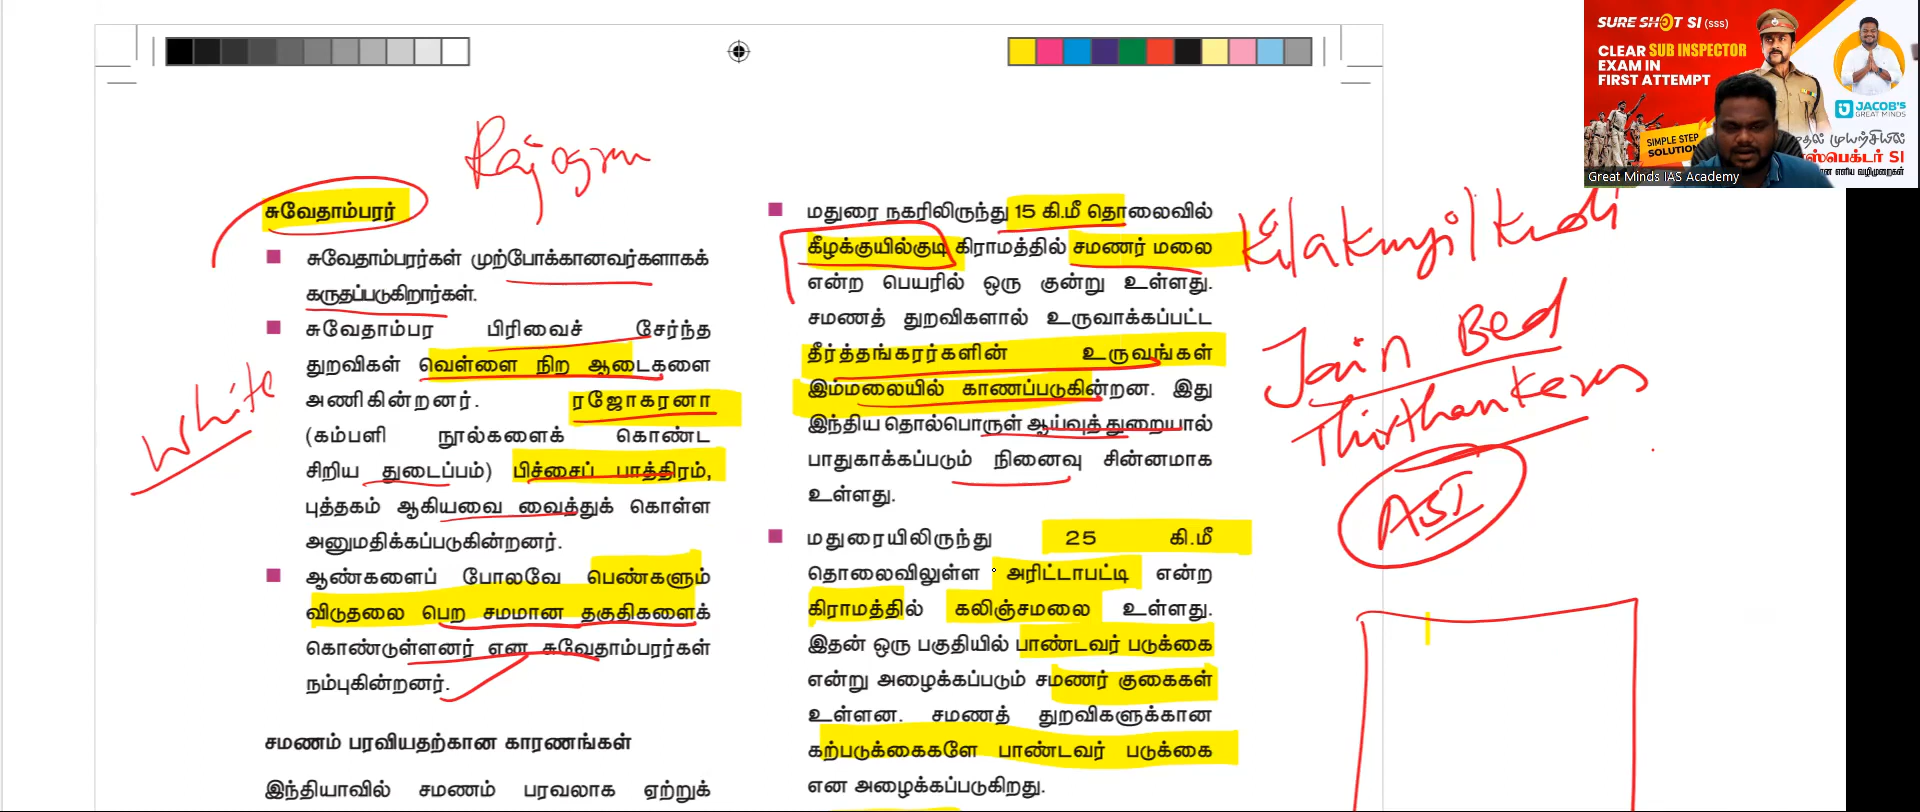 Rajogru
சுவேதாம்பரர்
சுவேதாம்பரர்கள் முற்போக்கானவர்களாகக்
கருதப்படுகிறார்கள்.
சுவேதாம்பர பிரிவைச் சேர்ந்த
துறவிகள் வெள்ளை நிற ஆடைகளை
அணிகின்றனர். ரஜோகரனா
(கம்பளி நூல்களைக் கொண்ட
சிறிய துடைப்பம்) பிச்சைப் பாத்திரம்,
புத்தகம் ஆகியவை வைத்துக் கொள்ள
அனுமதிக்கப்படுகின்றனர்.
White
ஆண்களைப் போலவே பெண்களும்
விடுதலை பெற சமமான தகுதிகளைக்
கொண்டுள்ளனர் என சுவேதாம்பரர்கள்
நம்புகின்றனர்.
சமணம் பரவியதற்கான காரணங்கள்
இந்தியாவில் சமணம் பரவலாக ஏற்றுக்
மதுரை நகரிலிருந்து 15 கி.மீ தொலைவில்
கீழக்குயில்குடி கிராமத்தில் சமணர் மலை
என்ற பெயரில் ஒரு குன்று உள்ளது.
சமணத் துறவிகளால் உருவாக்கப்பட்ட
தீர்த்தங்கரர்களின் உருவங்கள்
இம்மலையில் காணப்படுகின்றன. இது
இந்திய தொல்பொருள் ஆய்வுத்துறையால்
பாதுகாக்கப்படும் நினைவு சின்னமாக
உள்ளது.
மதுரையிலிருந்து 25 கி.மீ
தொலைவிலுள்ள அரிட்டாபட்டி என்ற
கிராமத்தில் கலிஞ்சமலை உள்ளது.
இதன் ஒரு பகுதியில் பாண்டவர் படுக்கை
என்று அழைக்கப்படும் சமணர் குகைகள்
உள்ளன. சமணத் துறவிகளுக்கான
கற்படுக்கைகளே பாண்டவர் படுக்கை
என அழைக்கப்படுகிறது.
Kilakuyilkudi
Jain Bed
Thirthankers
ASI
SURE SHOT SI (SSS)
CLEAR SUB INSPECTOR
EXAM IN
FIRST ATTEMPT
JACOB'S
GREAT MINDS
SIMPLE STEP
SOLUTION
முயற்சியில்
SI
Great Minds IAS Academy
எளிய வழிமுறைகள்